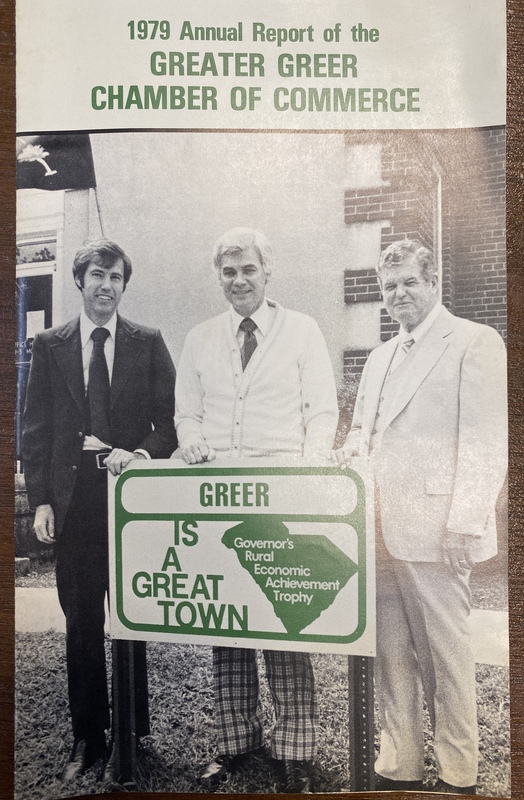 1979 Annual Report of the
GREATER GREER
CHAMBER OF COMMERCE
GREER
IS
A
GREAT
TOWN
Governor's
Rural
Economic
Achievement
Trophy